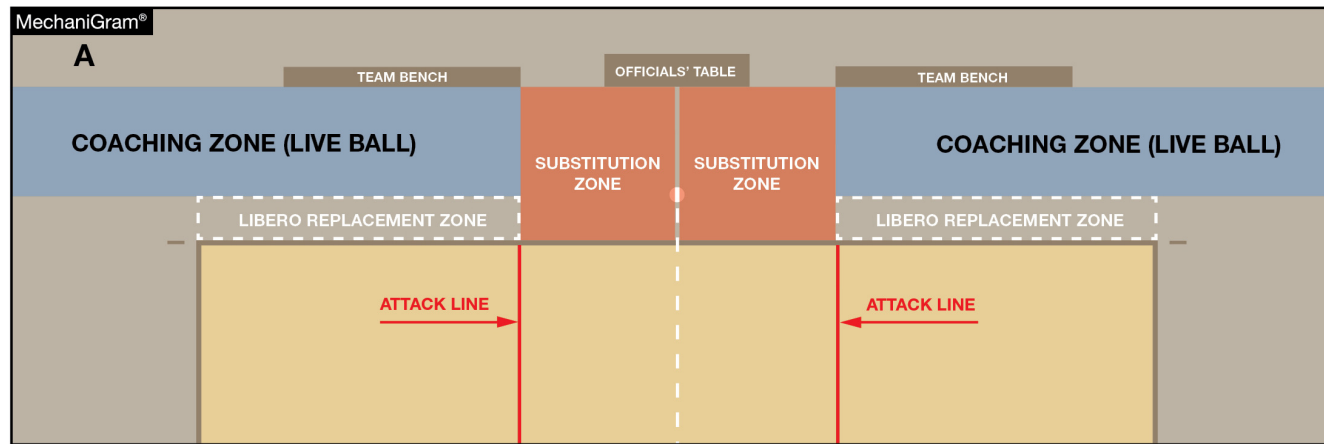 MechaniGram®
A
TEAM BENCH
OFFICIALS' TABLE
TEAM BENCH
COACHING ZONE (LIVE BALL)
SUBSTITUTION
ZONE
SUBSTITUTION
ZONE
COACHING ZONE (LIVE BALL)
LIBERO REPLACEMENT ZONE
LIBERO REPLACEMENT ZONE
ATTACK LINE
ATTACK LINE